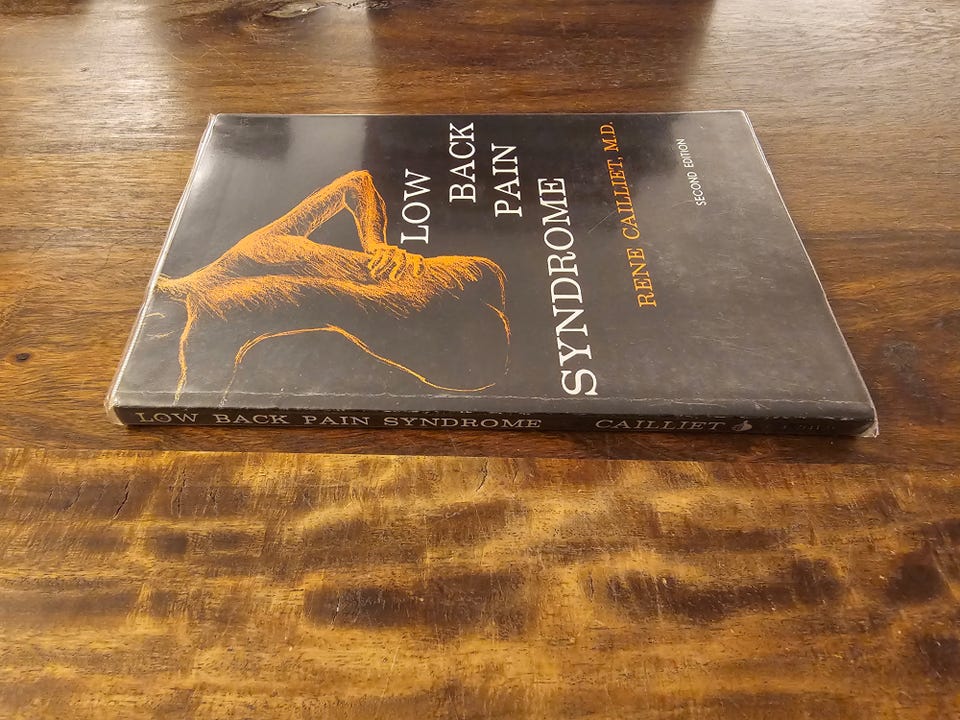 LOW
BACK
PAIN
SYNDROME
RENE CAILLIET, M.D.
SECOND EDITION
LOW BACK PAIN SYNDROME CAILLIET